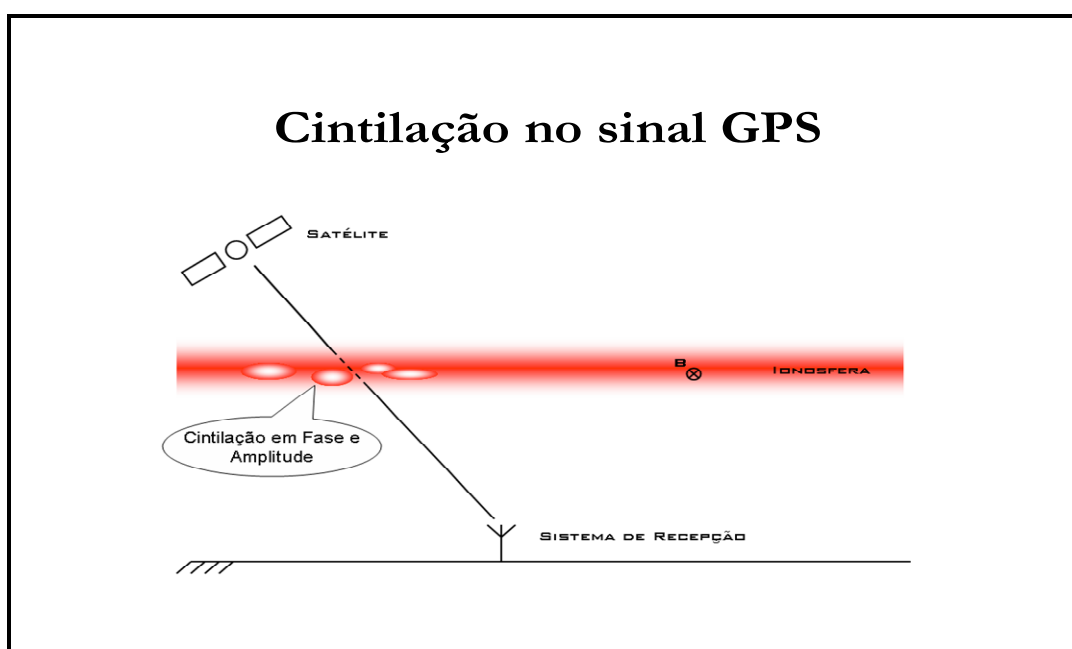 Cintilação no sinal GPS
Satélite
B
Ionosfera
Cintilação em Fase e
Amplitude
Sistema de Recepção